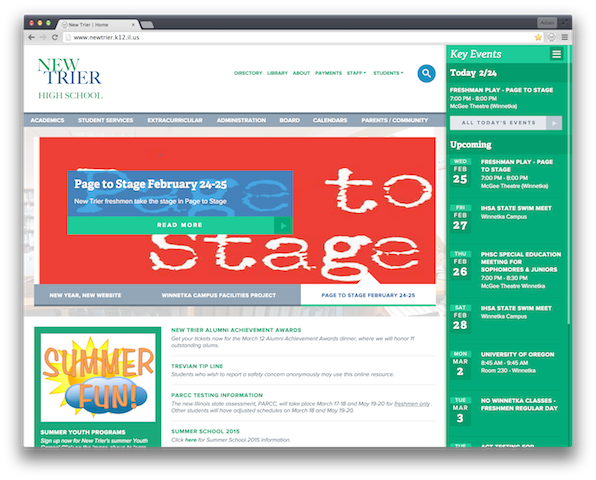 New Trier | Home
www.newtrier.k12.il.us
NEW
TRIER
HIGH SCHOOL
DIRECTORY LIBRARY ABOUT PAYMENTS STAFF STUDENTS
ACADEMICS STUDENT SERVICES EXTRACURRICULAR ADMINISTRATION BOARD CALENDARS PARENTS / COMMUNITY
Page to
Stage
Page to Stage February 24-25
New Trier freshmen take the stage in Page to Stage
READ MORE
NEW YEAR, NEW WEBSITE WINNETKA CAMPUS FACILITIES PROJECT PAGE TO STAGE FEBRUARY 24-25
SUMMER
FUN!
SUMMER YOUTH PROGRAMS
Sign up now for New Trier's summer Youth
NEW TRIER ALUMNI ACHIEVEMENT AWARDS
Get your tickets now for the March 12 Alumni Achievement Awards dinner, where we will honor
outstanding alums.
TREVIAN TIP LINE
Students who wish to report a safety concern anonymously may use this online resource.
PARCC TESTING INFORMATION
The new Illinois state assessment, PARCC, will take place March 17-18 and May 19-20 for freshmen only.
Other students will have adjusted schedules on March 18 and May 19-20.
SUMMER SCHOOL 2015
Click here for Summer School 2015 information.
Key Events
Today 2/24
FRESHMAN PLAY - PAGE TO STAGE
7:00 PM - 8:00 PM
McGee Theatre (Winnetka)
ALL TODAY'S EVENTS
Upcoming
WED
FEB
25
FRESHMAN PLAY - PAGE
TO STAGE
7:00 PM - 8:00 PM
McGee Theatre (Winnetka)
FRI
FEB
27
IHSA STATE SWIM MEET
Winnetka Campus
THU
FEB
26
PHSC SPECIAL EDUCATION
MEETING FOR
SOPHOMORES & JUNIORS
7:00 PM - 8:30 PM
McGee Theatre Winnetka
SAT
FEB
28
IHSA STATE SWIM MEET
Winnetka Campus
MON
MAR
2
UNIVERSITY OF OREGON
8:45 AM - 9:45 AM
Room 230 - Winnetka
TUE
MAR
3
NO WINNETKA CLASSES -
FRESHMEN REGULAR DAY
TUE
ACT TESTING FOR